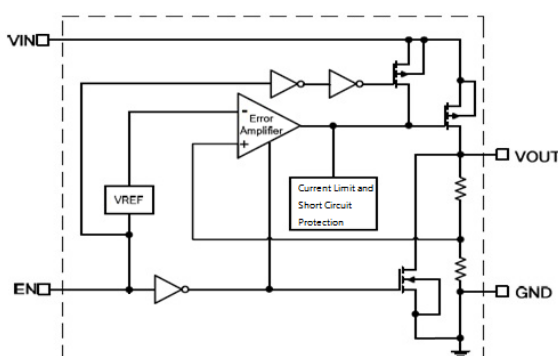 VIN
-
Error
Amplifier
+
VOUT
Current Limit and
Short Circuit
Protection
VREF
EN
GND